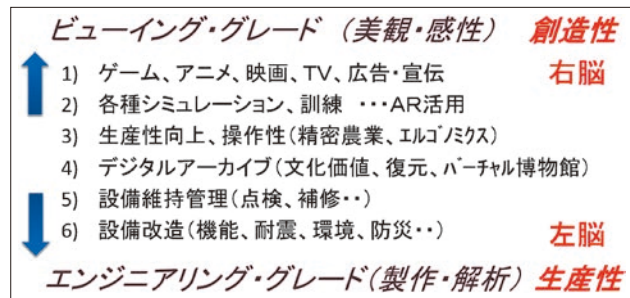 ビューイング・グレード（美観・感性） 創造性
1) ゲーム、アニメ、映画、TV、広告・宣伝 右脳
2) 各種シミュレーション、訓練 ・・・AR活用
3) 生産性向上、操作性（精密農業、エルゴノミクス）
4) デジタルアーカイブ（文化価値、復元、バーチャル博物館）
5) 設備維持管理（点検、補修・・）
6) 設備改造（機能、耐震、環境、防災・・） 左脳
エンジニアリング・グレード（製作・解析） 生産性